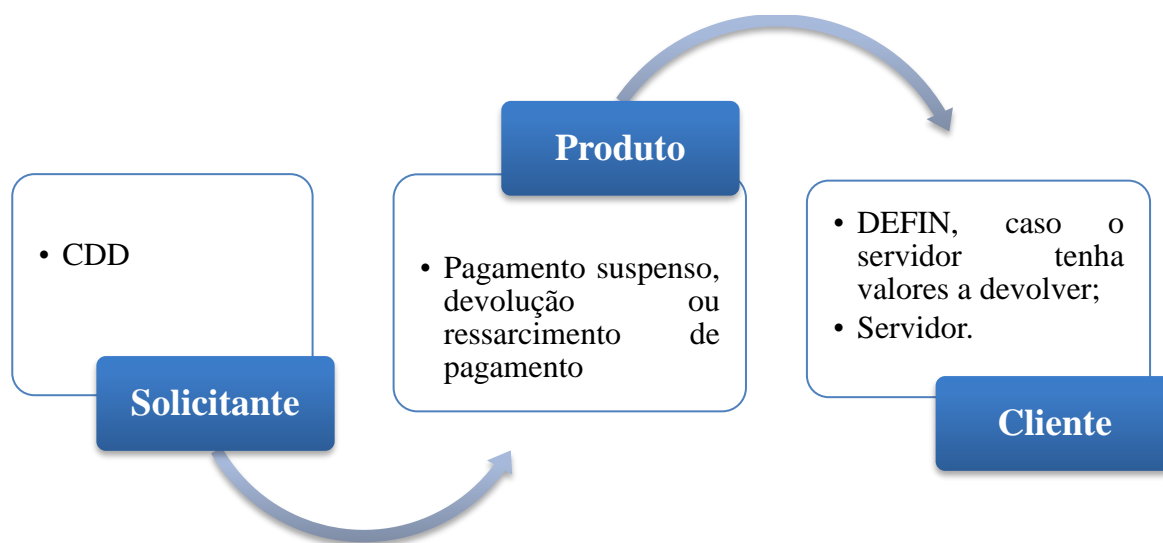 • CDD
Solicitante
Produto
• Pagamento suspenso,
devolução ou
ressarcimento de
pagamento
• DEFIN, caso o
servidor tenha
valores a devolver;
• Servidor.
Cliente